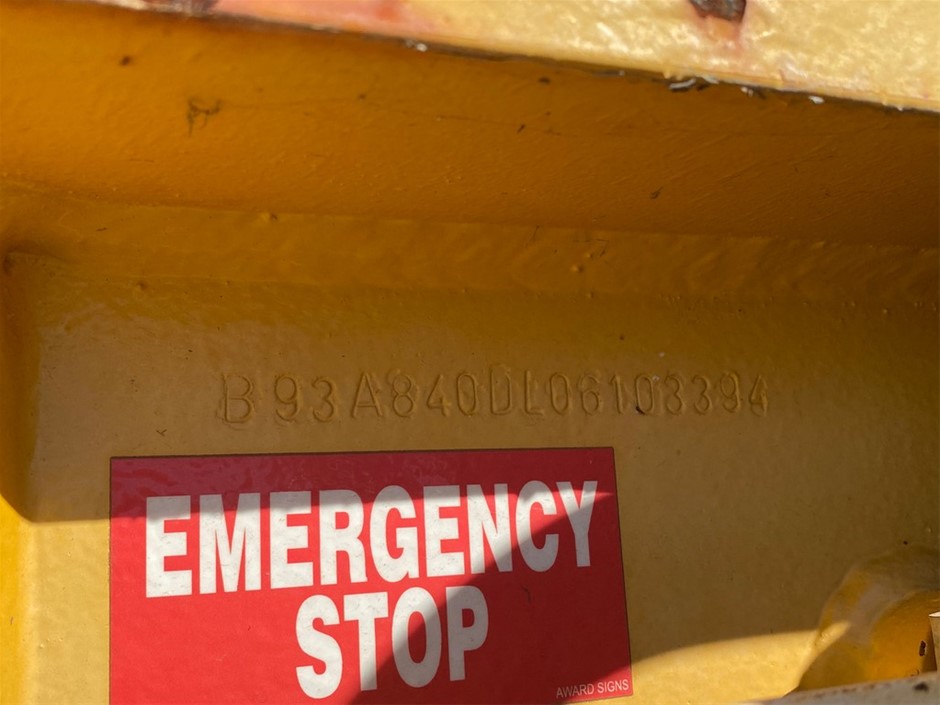 B93A840DL06103394
EMERGENCY
STOP
AWARD SIGNS